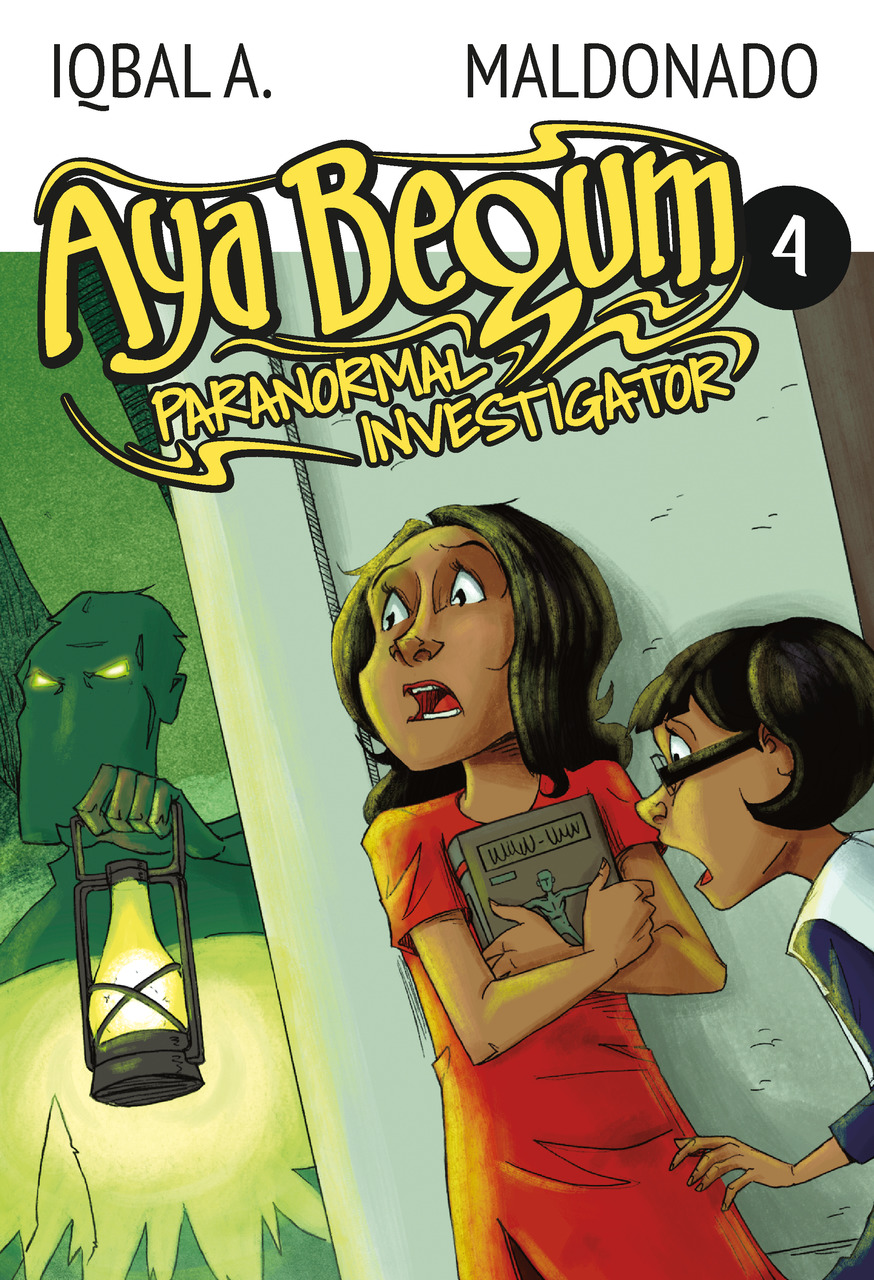 IQBAL A. MALDONADO
Aya Begum
4
PARANORMAL
INVESTIGATOR